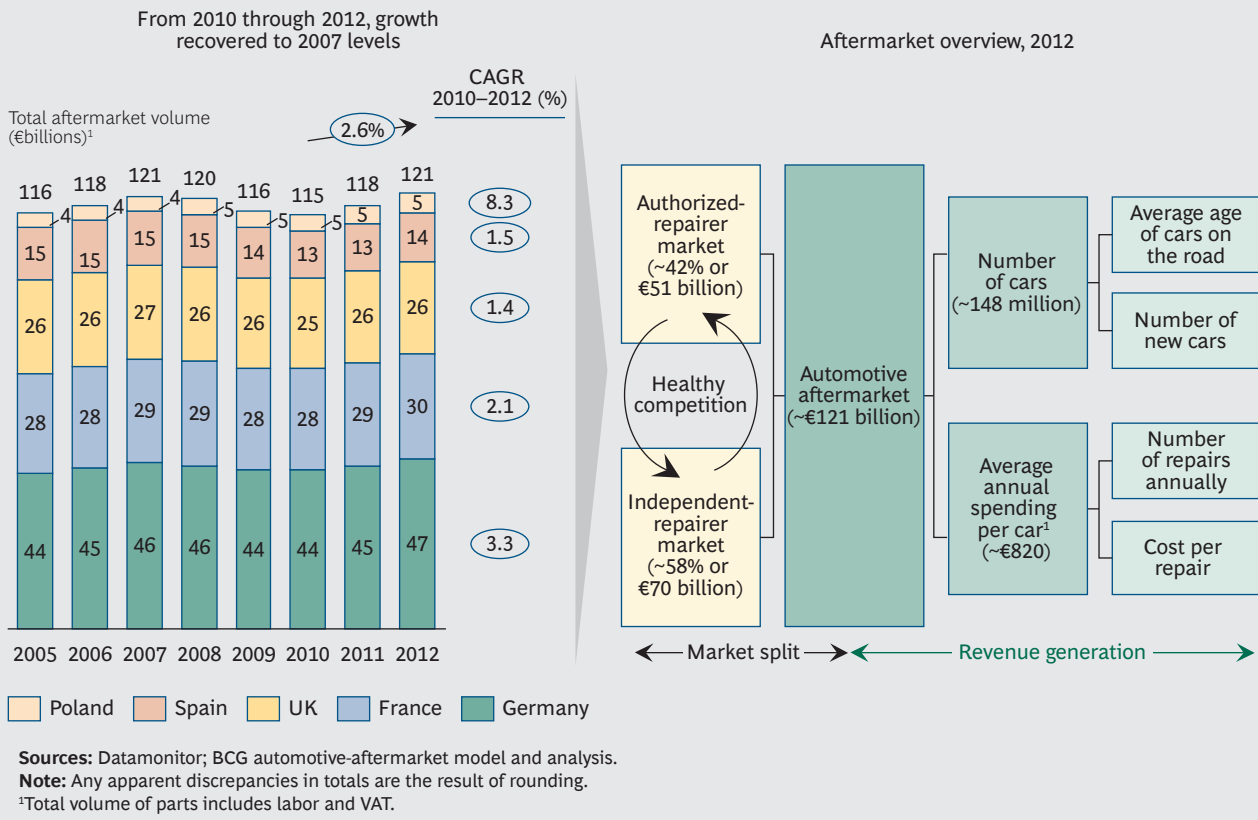 From 2010 through 2012, growth
recovered to 2007 levels
Total aftermarket volume
(€billions)¹
CAGR
2010–2012 (%)
2.6%
116
118
121
120
116
115
118
121
4
4
4
5
5
5
5
5
8.3
15
15
15
15
14
13
13
14
1.5
26
26
27
26
26
25
26
26
1.4
28
28
29
29
28
28
29
30
2.1
44
45
46
46
44
44
45
47
3.3
2005
2006
2007
2008
2009
2010
2011
2012
Poland
Spain
UK
France
Germany
Aftermarket overview, 2012
Authorized-
repairer
market
(~42% or
€51 billion)
Healthy
competition
Independent-
repairer
market
(~58% or
€70 billion)
Automotive
aftermarket
(~€121 billion)
Number
of cars
(~148 million)
Average age
of cars on
the road
Number of
new cars
Average
annual
spending
per car¹
(~€820)
Number
of repairs
annually
Cost per
repair
Market split
Revenue generation
Sources: Datamonitor; BCG automotive-aftermarket model and analysis.
Note: Any apparent discrepancies in totals are the result of rounding.
¹Total volume of parts includes labor and VAT.